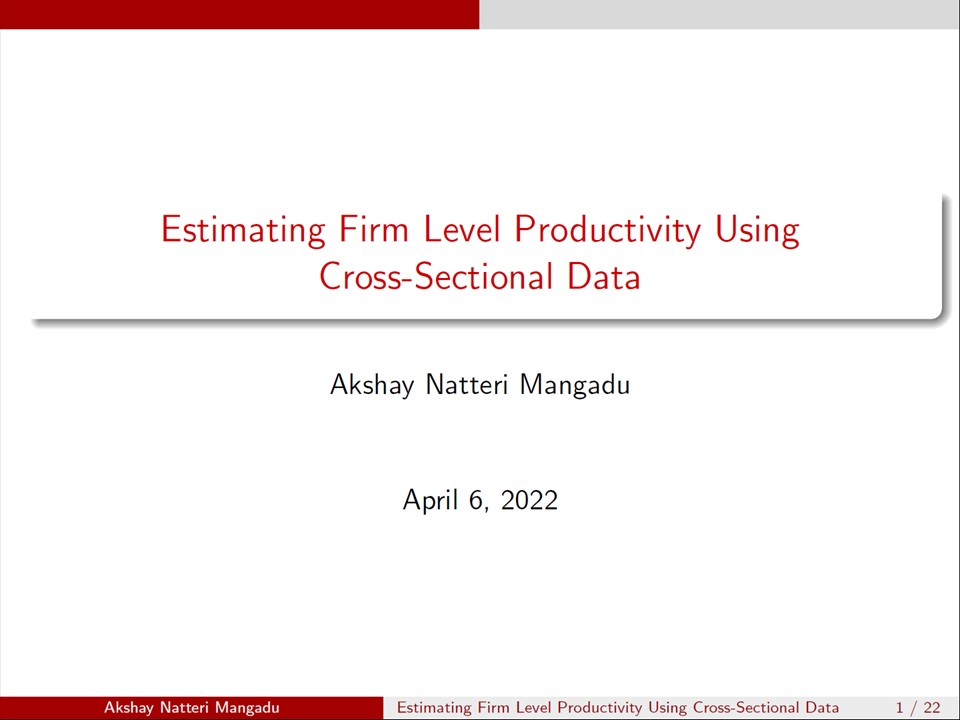 Estimating Firm Level Productivity Using
Cross-Sectional Data
Akshay Natteri Mangadu
April 6, 2022
Akshay Natteri Mangadu
Estimating Firm Level Productivity Using Cross-Sectional Data
1 / 22